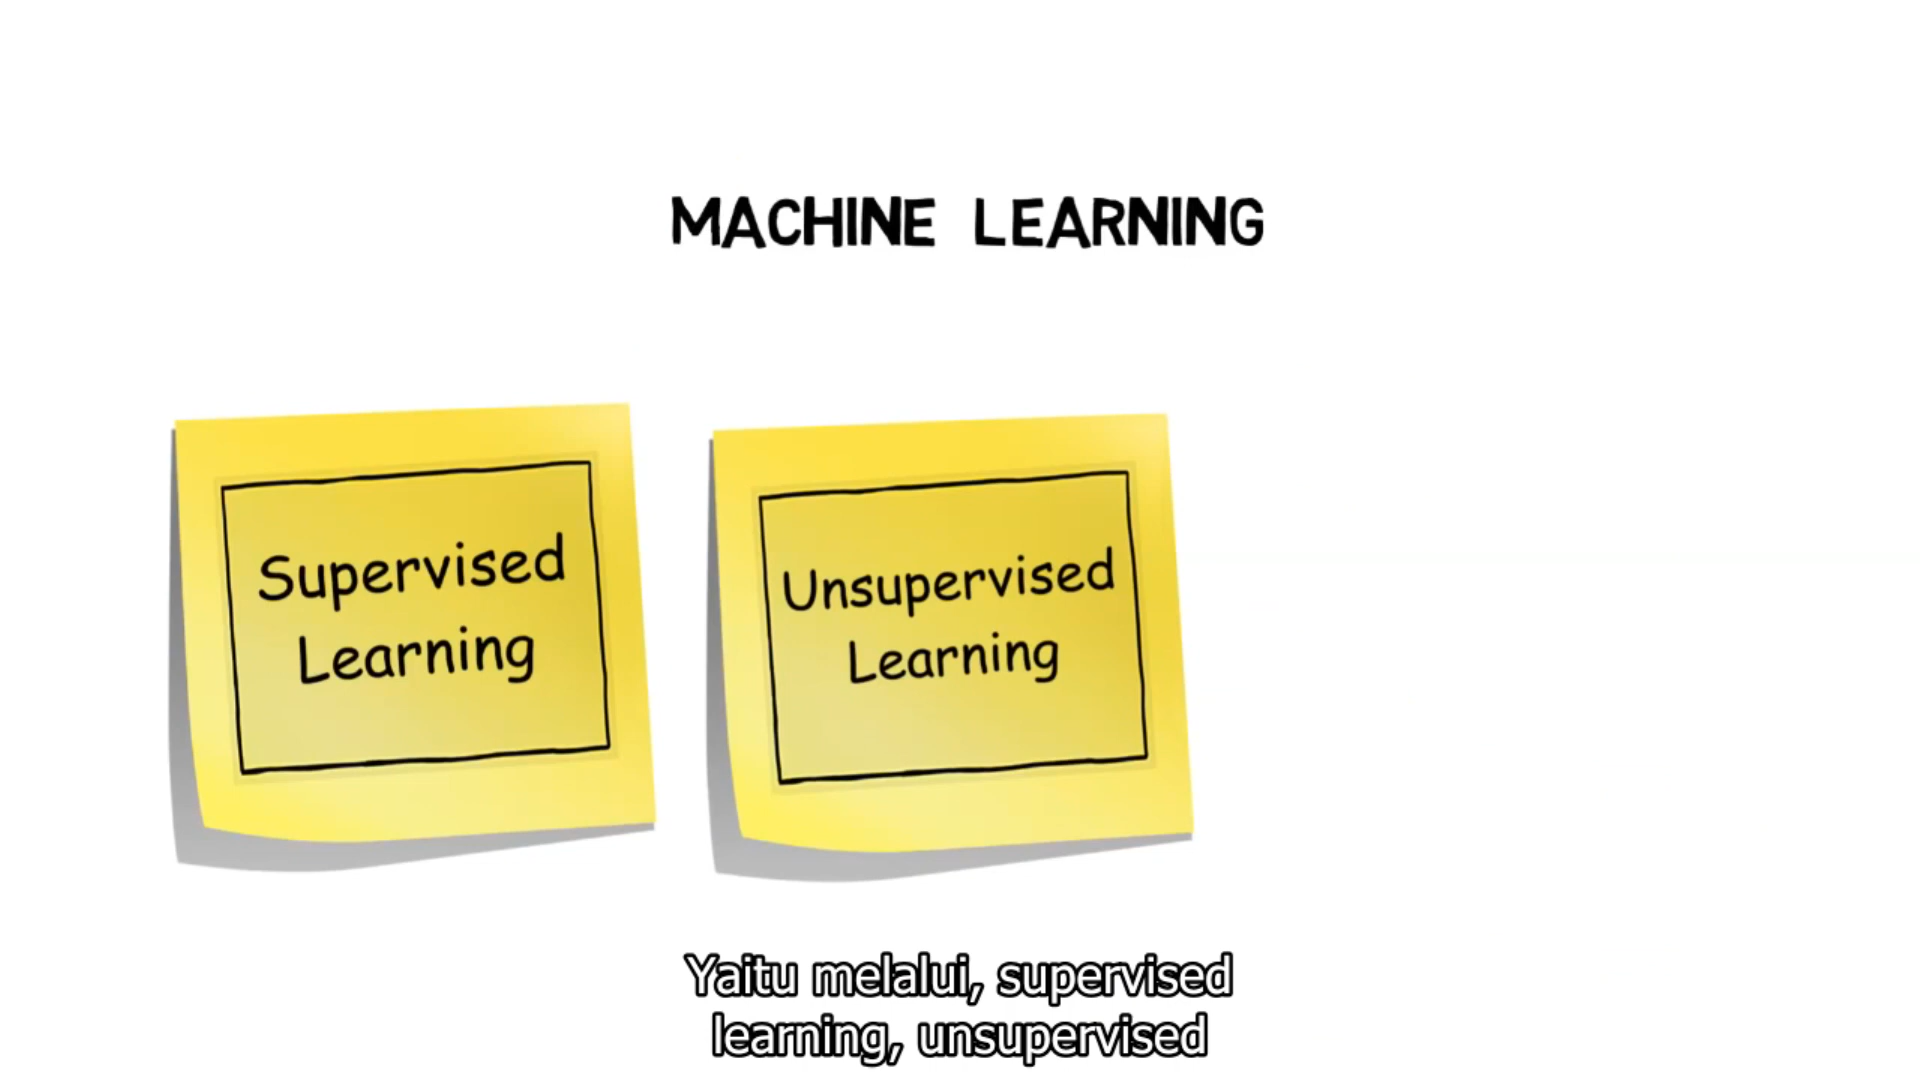 MACHINE LEARNING
Supervised
Learning
Unsupervised
Learning
Yaitu melalui, supervised
learning, unsupervised